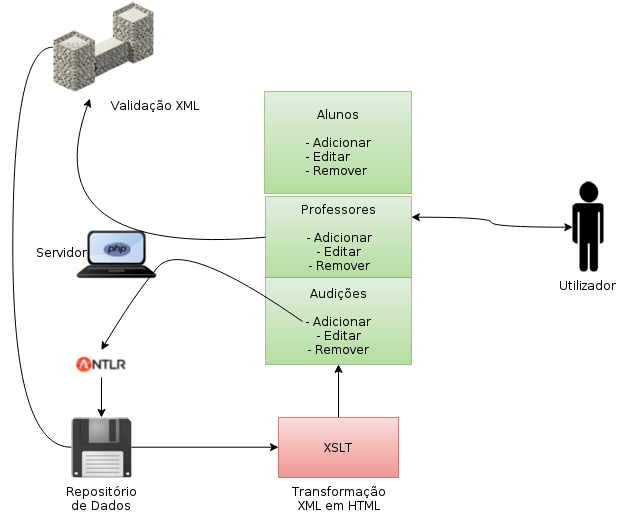 Validação XML
Alunos
- Adicionar
- Editar
- Remover
Professores
- Adicionar
- Editar
- Remover
Servidor
php
Utilizador
Audições
- Adicionar
- Editar
- Remover
ANTLR
XSLT
Repositório
de Dados
Transformação
XML em HTML